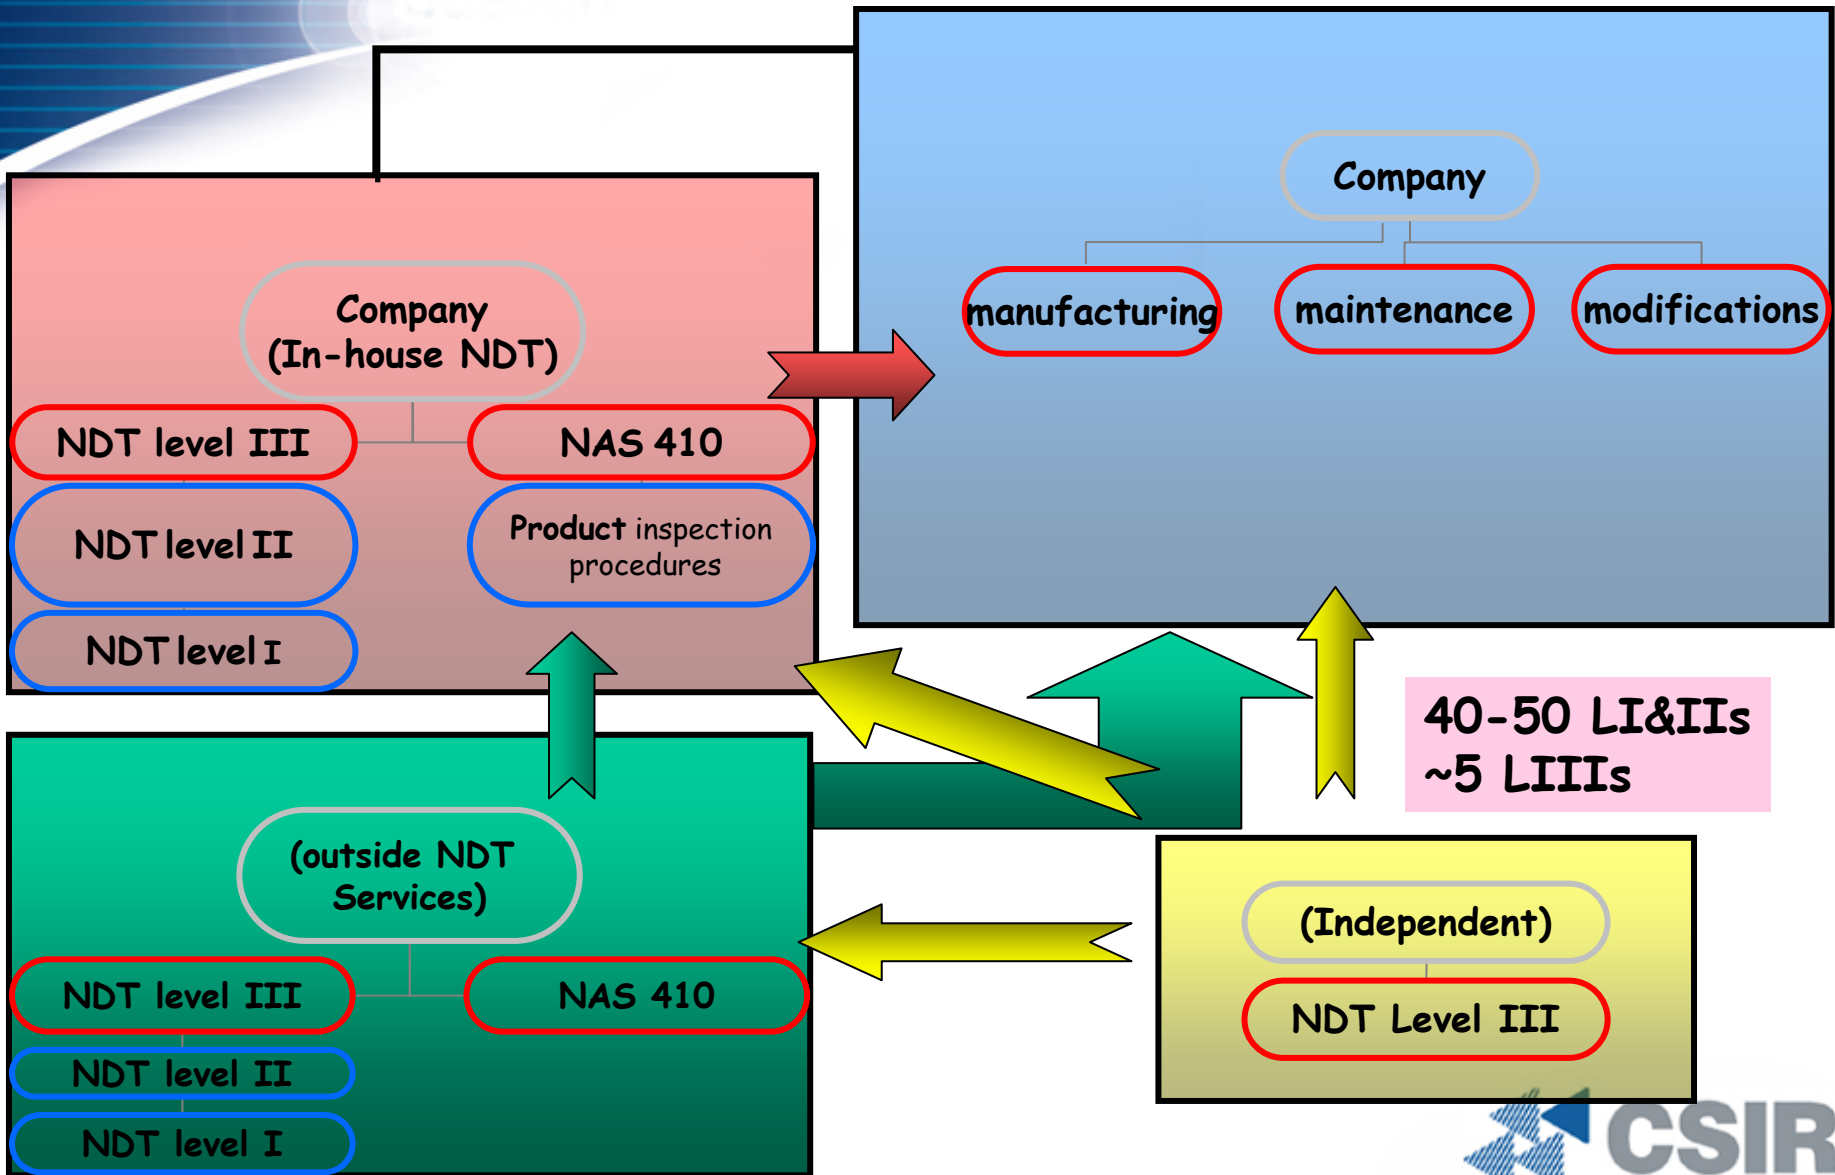 Company
manufacturing
maintenance
modifications
Company
(In-house NDT)
NDT level III
NAS 410
NDT level II
Product inspection
procedures
NDT level I
40-50 LI&IIs
~5 LIIIs
(outside NDT
Services)
NDT level III
NAS 410
NDT level II
NDT level I
(Independent)
NDT Level III
CSIR